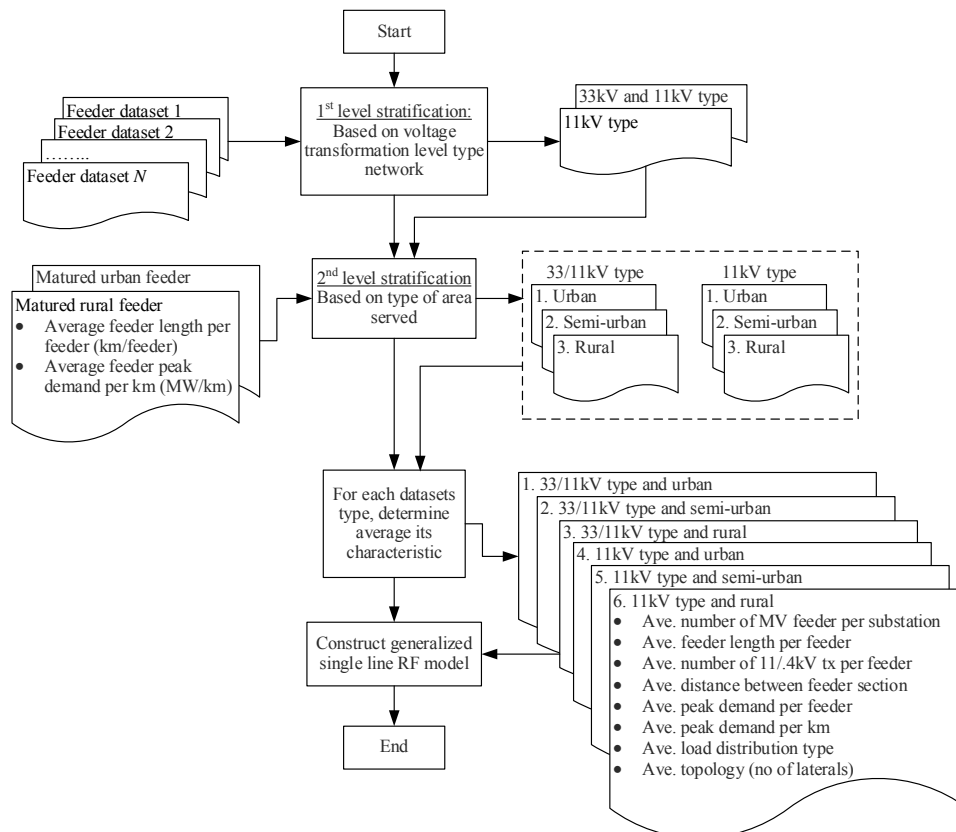 Start
Feeder dataset 1
Feeder dataset 2
……..
Feeder dataset N
1st level stratification:
Based on voltage
transformation level type
network
33kV and 11kV type
11kV type
Matured urban feeder
Matured rural feeder
• Average feeder length per
feeder (km/feeder)
• Average feeder peak
demand per km (MW/km)
2nd level stratification
Based on type of area
served
33/11kV type
1. Urban
2. Semi-urban
3. Rural
11kV type
1. Urban
2. Semi-urban
3. Rural
For each datasets
type, determine
average its
characteristic
1. 33/11kV type and urban
2. 33/11kV type and semi-urban
3. 33/11kV type and rural
4. 11kV type and urban
5. 11kV type and semi-urban
6. 11kV type and rural
• Ave. number of MV feeder per substation
• Ave. feeder length per feeder
• Ave. number of 11/.4kV tx per feeder
• Ave. distance between feeder section
• Ave. peak demand per feeder
• Ave. peak demand per km
• Ave. load distribution type
• Ave. topology (no of laterals)
Construct generalized
single line RF model
End